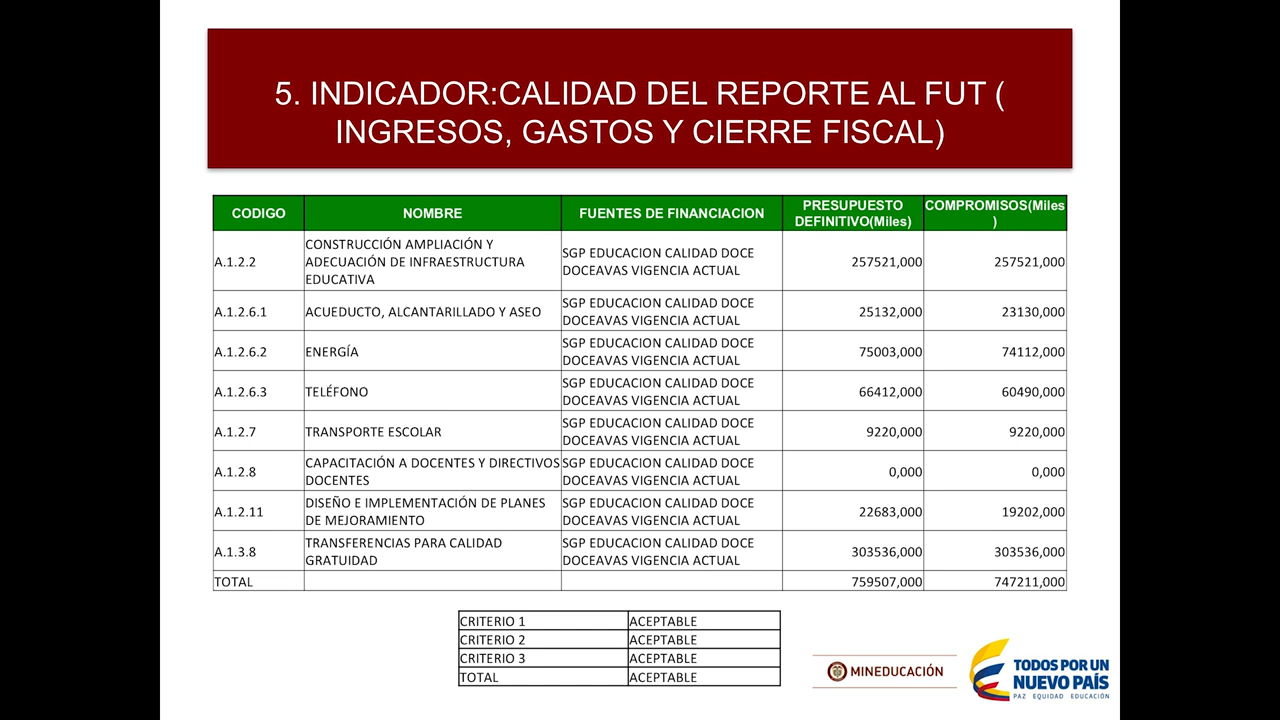 5. INDICADOR:CALIDAD DEL REPORTE AL FUT (
INGRESOS, GASTOS Y CIERRE FISCAL)
CODIGO NOMBRE FUENTES DE FINANCIACION PRESUPUESTO DEFINITIVO(Miles) COMPROMISOS(Miles)
A.1.2.2 CONSTRUCCIÓN AMPLIACIÓN Y ADECUACIÓN DE INFRAESTRUCTURA EDUCATIVA SGP EDUCACION CALIDAD DOCE DOCEAVAS VIGENCIA ACTUAL 257521,000 257521,000
A.1.2.6.1 ACUEDUCTO, ALCANTARILLADO Y ASEO SGP EDUCACION CALIDAD DOCE DOCEAVAS VIGENCIA ACTUAL 25132,000 23130,000
A.1.2.6.2 ENERGÍA SGP EDUCACION CALIDAD DOCE DOCEAVAS VIGENCIA ACTUAL 75003,000 74112,000
A.1.2.6.3 TELÉFONO SGP EDUCACION CALIDAD DOCE DOCEAVAS VIGENCIA ACTUAL 66412,000 60490,000
A.1.2.7 TRANSPORTE ESCOLAR SGP EDUCACION CALIDAD DOCE DOCEAVAS VIGENCIA ACTUAL 9220,000 9220,000
A.1.2.8 CAPACITACIÓN A DOCENTES Y DIRECTIVOS DOCENTES SGP EDUCACION CALIDAD DOCE DOCEAVAS VIGENCIA ACTUAL 0,000 0,000
A.1.2.11 DISEÑO E IMPLEMENTACIÓN DE PLANES DE MEJORAMIENTO SGP EDUCACION CALIDAD DOCE DOCEAVAS VIGENCIA ACTUAL 22683,000 19202,000
A.1.3.8 TRANSFERENCIAS PARA CALIDAD GRATUIDAD SGP EDUCACION CALIDAD DOCE DOCEAVAS VIGENCIA ACTUAL 303536,000 303536,000
TOTAL 759507,000 747211,000
CRITERIO 1 ACEPTABLE
CRITERIO 2 ACEPTABLE
CRITERIO 3 ACEPTABLE
TOTAL ACEPTABLE
MINEDUCACIÓN
TODOS POR UN
NUEVO PAÍS
PAZ EQUIDAD EDUCACIÓN